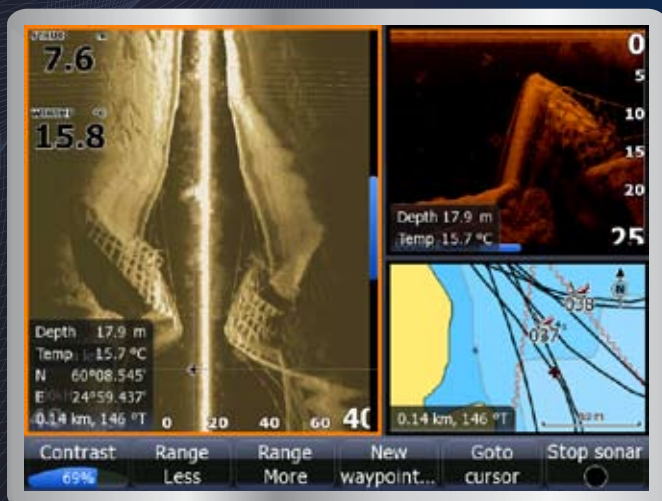 7.6
15.8
Depth 17.9 m
Temp 15.7 °C
N 60°08.545'
E 24°59.437'
0.14 km, 146 °T
0 20 40 60 40
0
5
10
15
20
25
Depth 17.9 m
Temp 15.7 °C
N
038
037
0.14 km, 146 °T
Contrast
69%
Range
Less
Range
More
New
waypoint...
Goto
cursor
Stop sonar